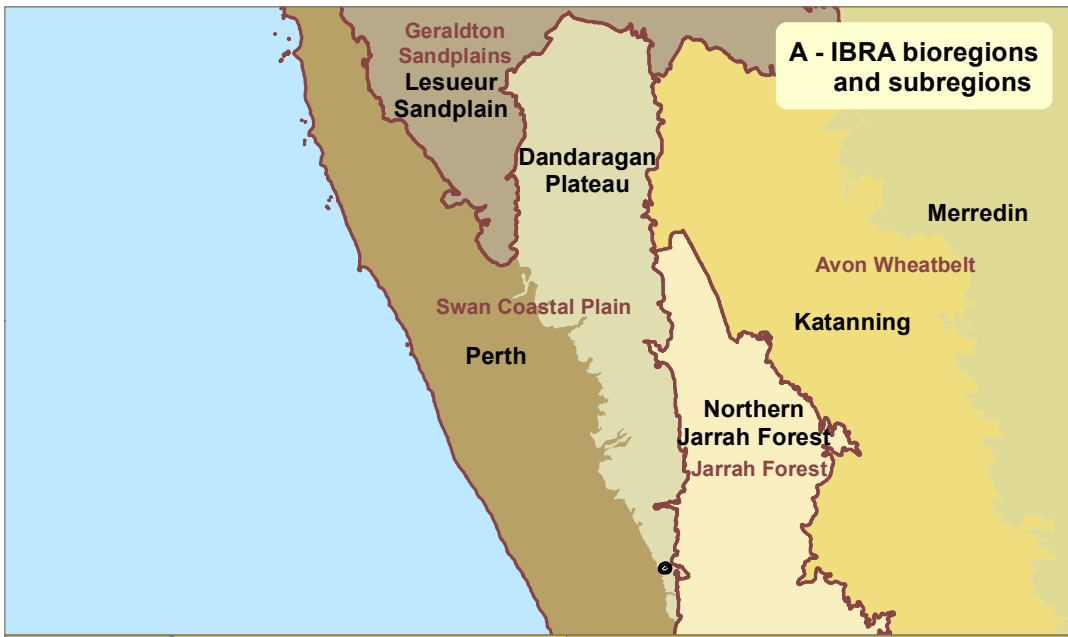 A - IBRA bioregions
and subregions
Geraldton
Sandplains
Lesueur
Sandplain
Dandaragan
Plateau
Merredin
Avon Wheatbelt
Swan Coastal Plain
Katanning
Perth
Northern
Jarrah Forest
Jarrah Forest